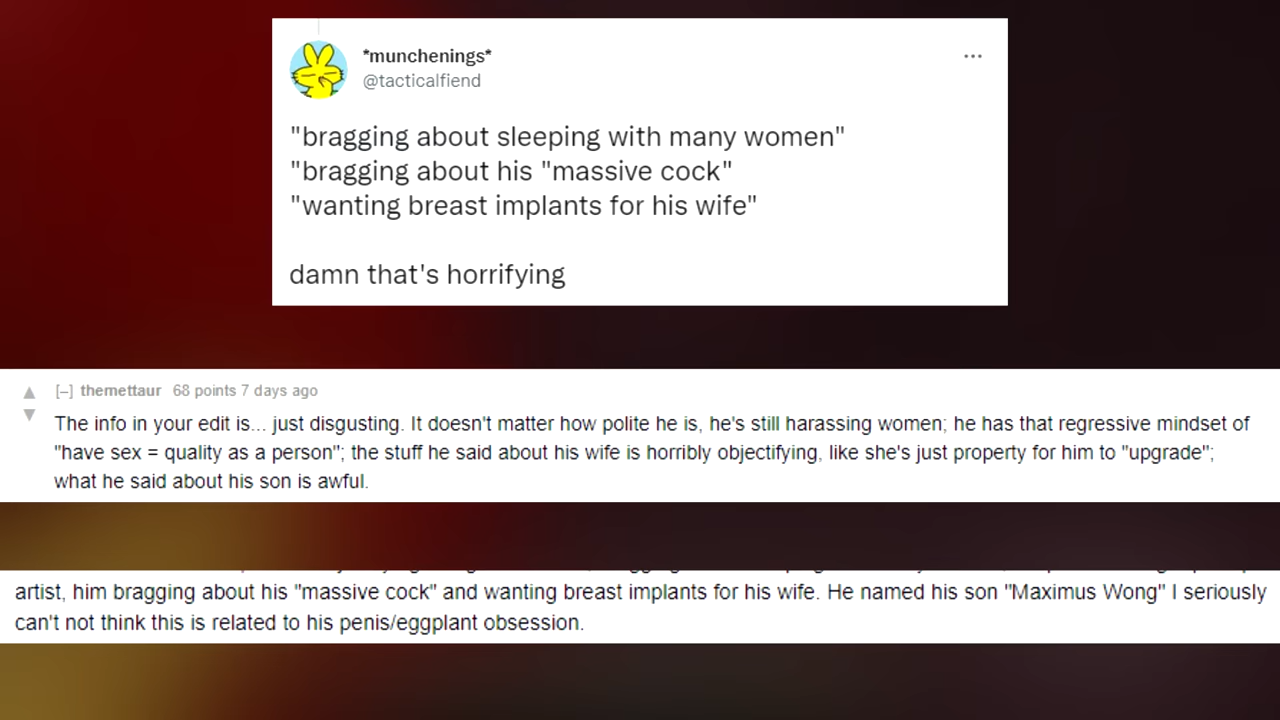 *munchenings*
@tacticalfiend
"bragging about sleeping with many women"
"bragging about his "massive cock"
"wanting breast implants for his wife"
damn that's horrifying
[–] themettaur 68 points 7 days ago
The info in your edit is... just disgusting. It doesn't matter how polite he is, he's still harassing women; he has that regressive mindset of
"have sex = quality as a person"; the stuff he said about his wife is horribly objectifying, like she's just property for him to "upgrade";
what he said about his son is awful.
artist, him bragging about his "massive cock" and wanting breast implants for his wife. He named his son "Maximus Wong" I seriously
can't not think this is related to his penis/eggplant obsession.